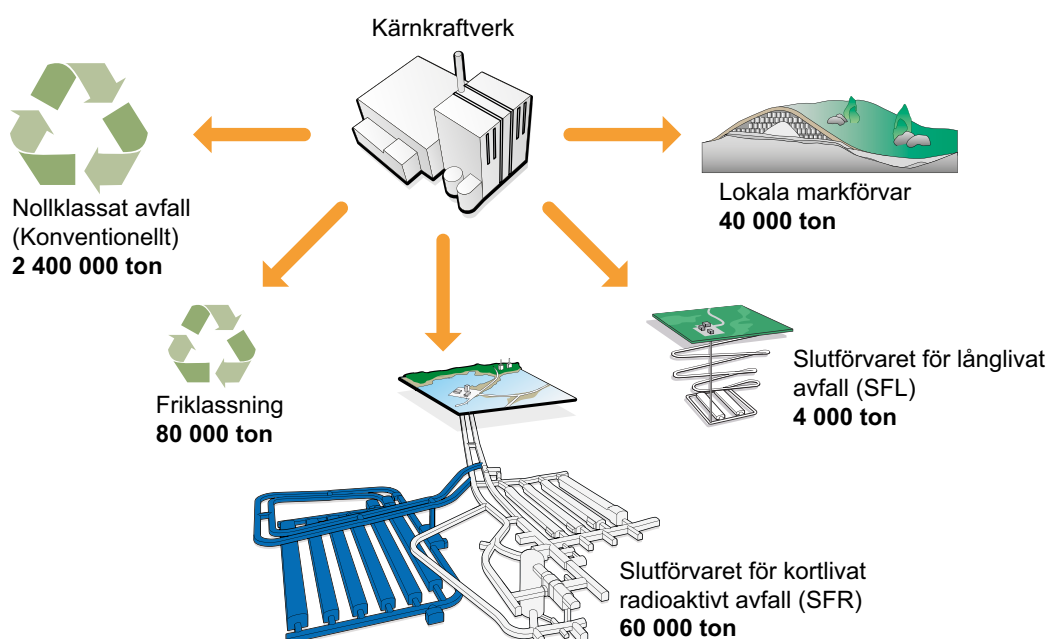 Kärnkraftverk
Nollklassat avfall
(Konventionellt)
2 400 000 ton
Lokala markförvar
40 000 ton
Friklassning
80 000 ton
Slutförvaret för långlivat
avfall (SFL)
4 000 ton
Slutförvaret för kortlivat
radioaktivt avfall (SFR)
60 000 ton